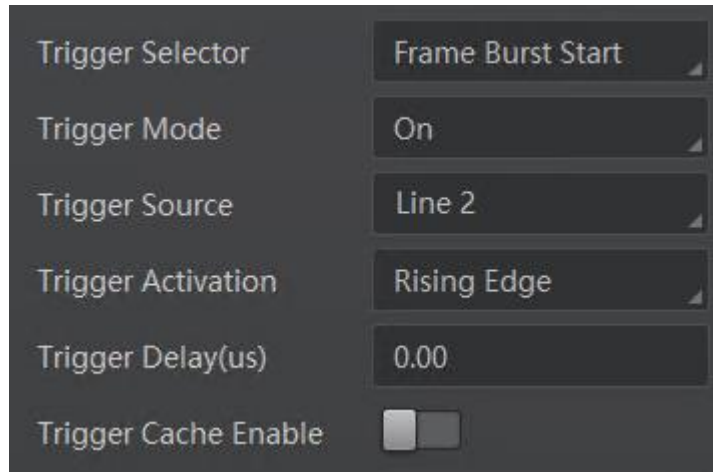 Trigger Selector Frame Burst Start
Trigger Mode On
Trigger Source Line 2
Trigger Activation Rising Edge
Trigger Delay(us) 0.00
Trigger Cache Enable